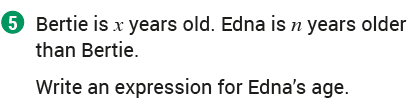 5 Bertie is x years old. Edna is n years older
than Bertie.
Write an expression for Edna’s age.